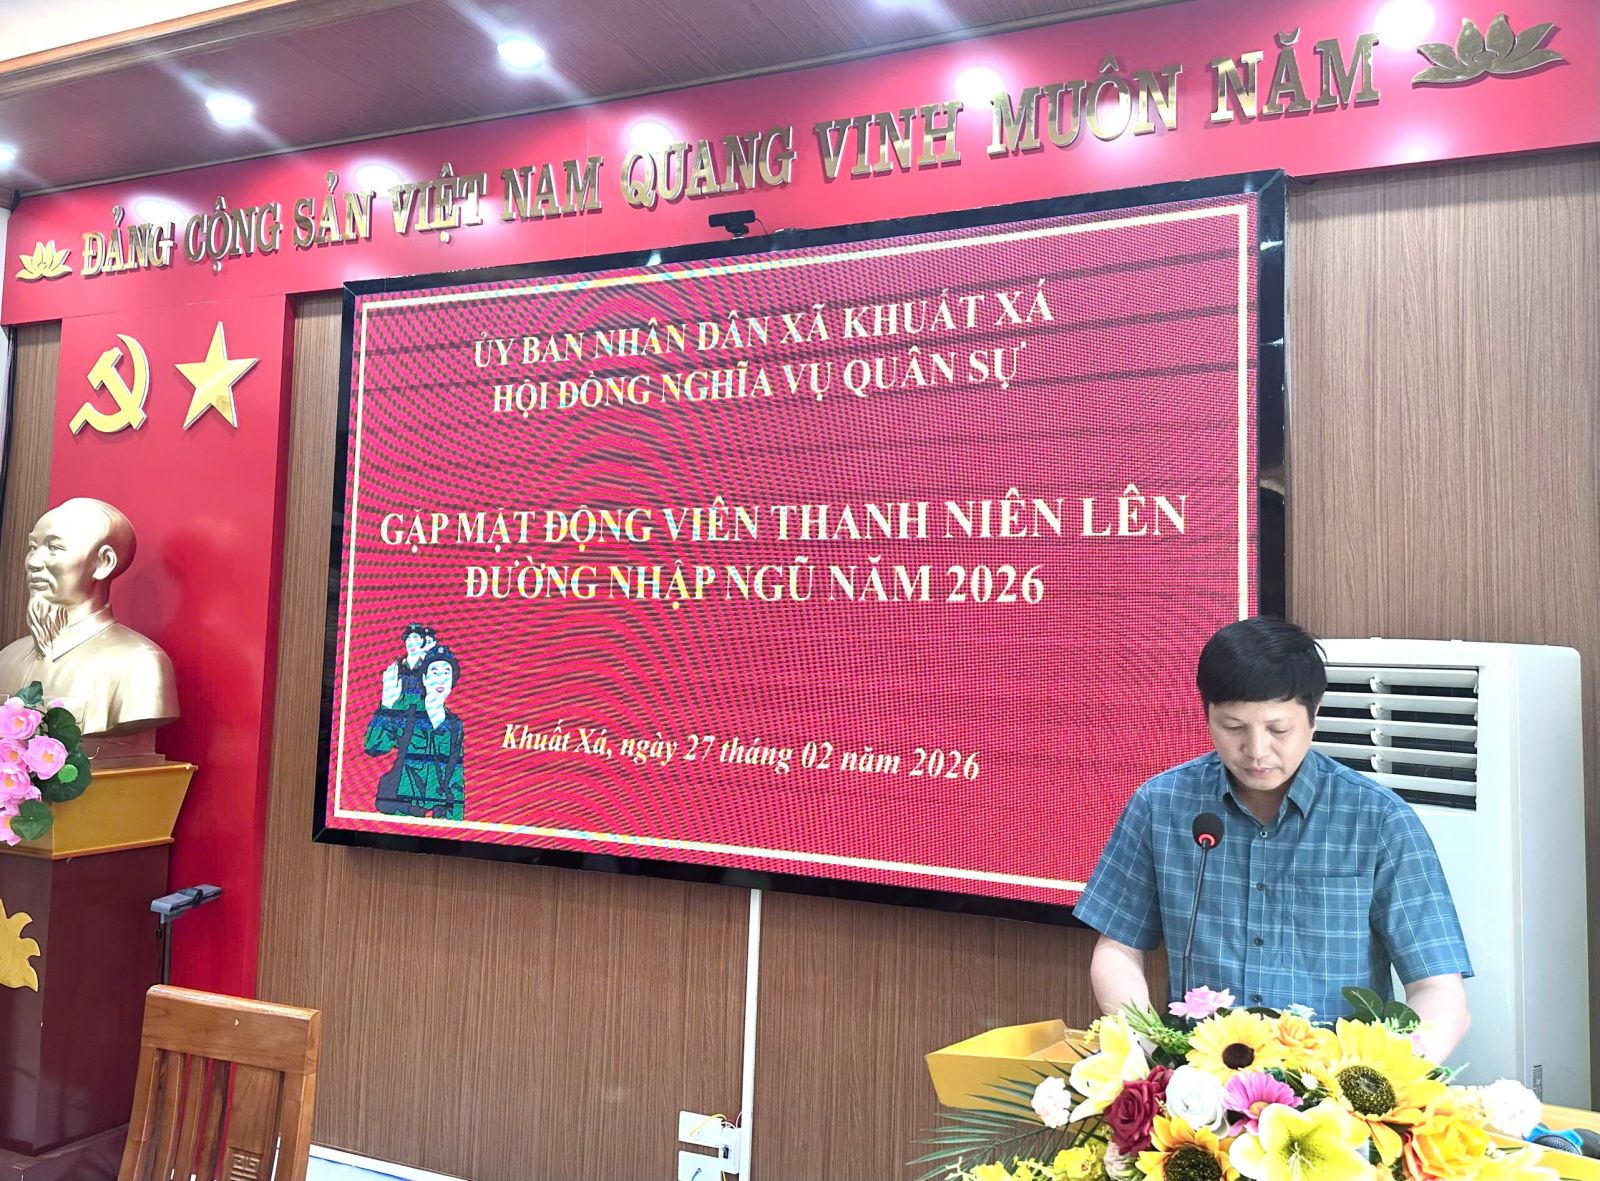 ĐẢNG CỘNG SẢN VIỆT NAM QUANG VINH MUÔN NĂM
ỦY BAN NHÂN DÂN XÃ KHUẤT XÁ
HỘI ĐỒNG NGHĨA VỤ QUÂN SỰ
GẶP MẶT ĐỘNG VIÊN THANH NIÊN LÊN
ĐƯỜNG NHẬP NGŨ NĂM 2026
Khuất Xá, ngày 27 tháng 02 năm 2026